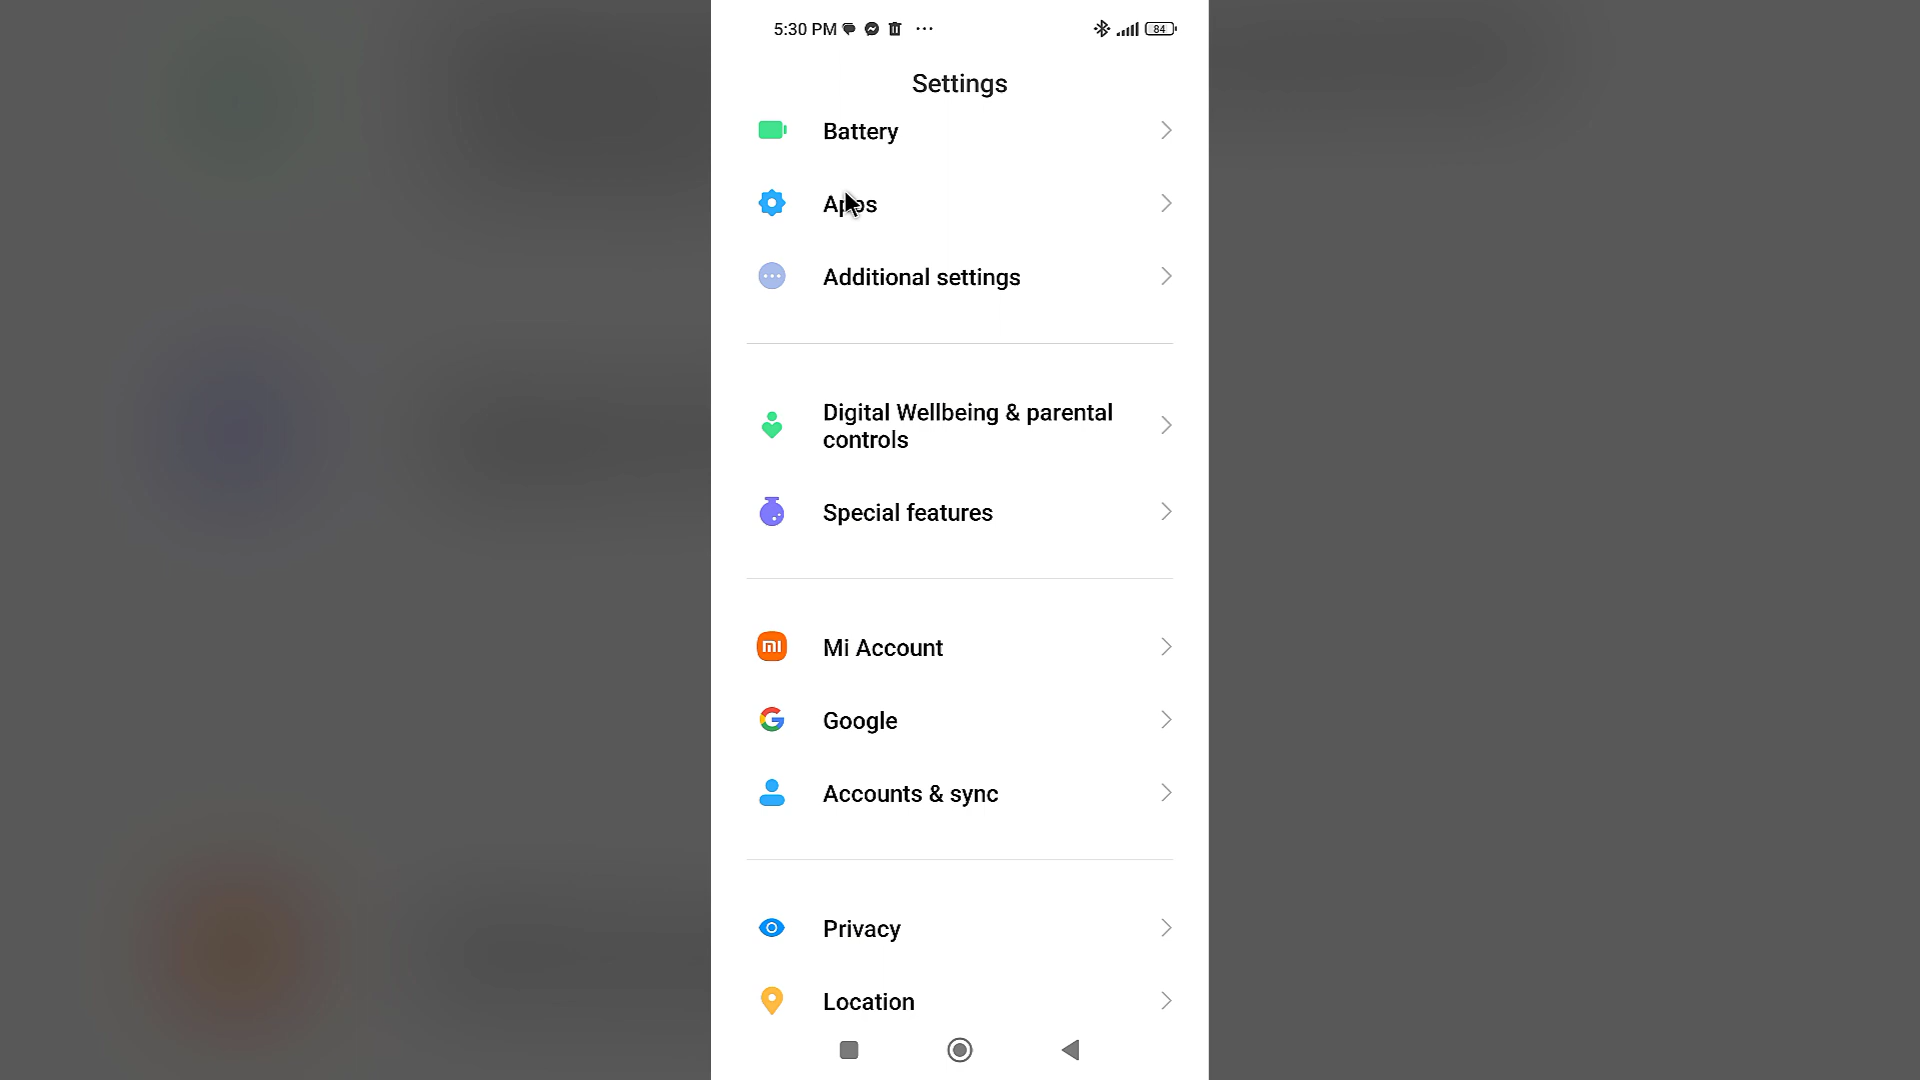 5:30 PM
84
Settings
Battery
Apps
Additional settings
Digital Wellbeing & parental
controls
Special features
mi
Mi Account
Google
Accounts & sync
Privacy
Location